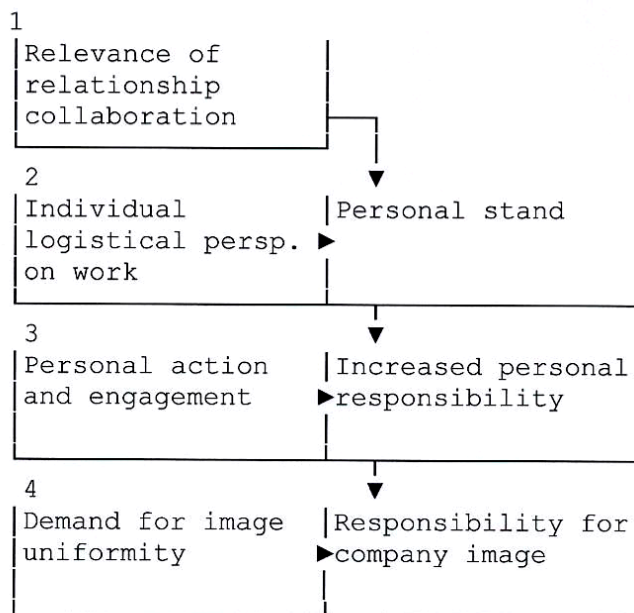 1
Relevance of
relationship
collaboration
2
Individual
logistical persp.
on work
Personal stand
3
Personal action
and engagement
Increased personal
responsibility
4
Demand for image
uniformity
Responsibility for
company image